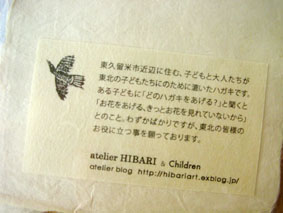 東久留米市近辺に住む、子どもと大人たちが
東北の子どもたちにのために漉いたハガキです。
ある子どもに「どのハガキをあげる?」と聞くと
「お花をあげる、きっとお花を見れていないから」
とのこと。わずかばかりですが、東北の皆様の
お役に立つ事を願っております。
atelier HIBARI & Children
atelier blog http://hibariart.exblog.jp/